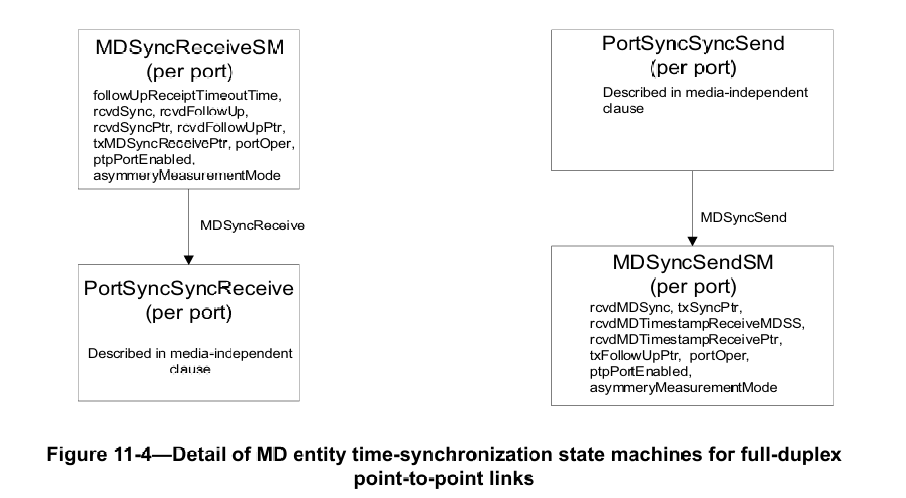 MDSyncReceiveSM
(per port)
followUpReceiptTimeoutTime,
rcvdSync, rcvdFollowUp,
rcvdSyncPtr, rcvdFollowUpPtr,
txMDSyncReceivePtr, portOper,
ptpPortEnabled,
asymmeryMeasurementMode
MDSyncReceive
PortSyncSyncReceive
(per port)
Described in media-independent
clause
PortSyncSyncSend
(per port)
Described in media-independent
clause
MDSyncSend
MDSyncSendSM
(per port)
rcvdMDSync, txSyncPtr,
rcvdMDTimestampReceiveMDSS,
rcvdMDTimestampReceivePtr,
txFollowUpPtr, portOper,
ptpPortEnabled,
asymmeryMeasurementMode
Figure 11-4—Detail of MD entity time-synchronization state machines for full-duplex
point-to-point links